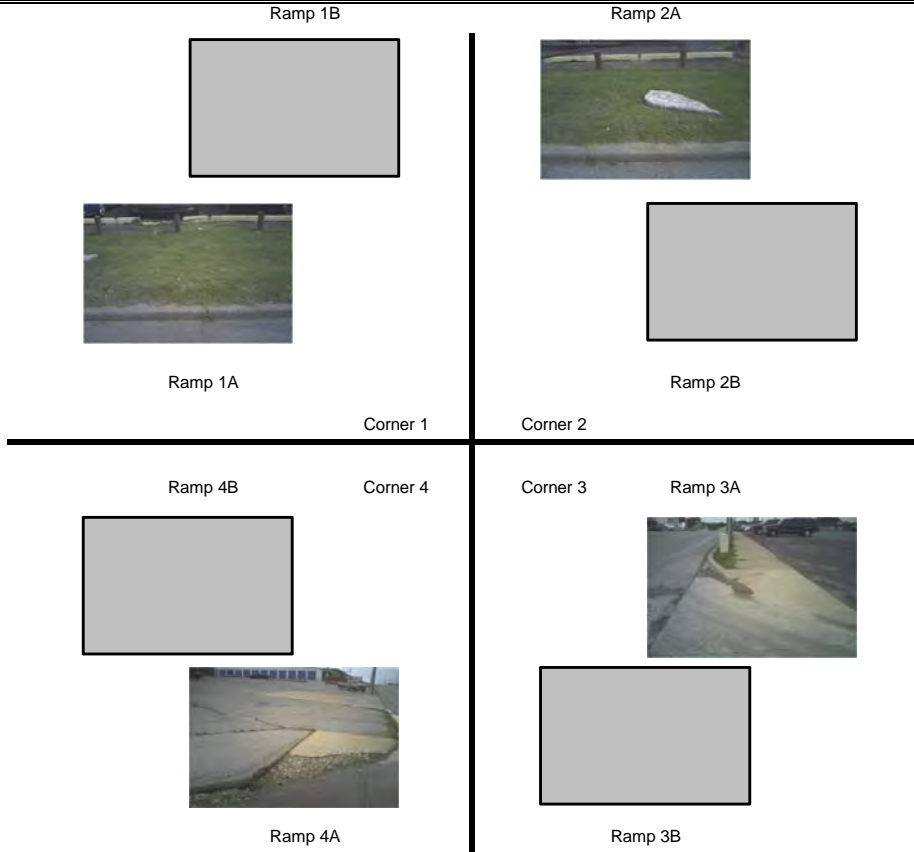 Ramp 1B
Ramp 2A
Ramp 1A
Ramp 2B
Corner 1
Corner 2
Ramp 4B
Corner 4
Corner 3
Ramp 3A
Ramp 4A
Ramp 3B